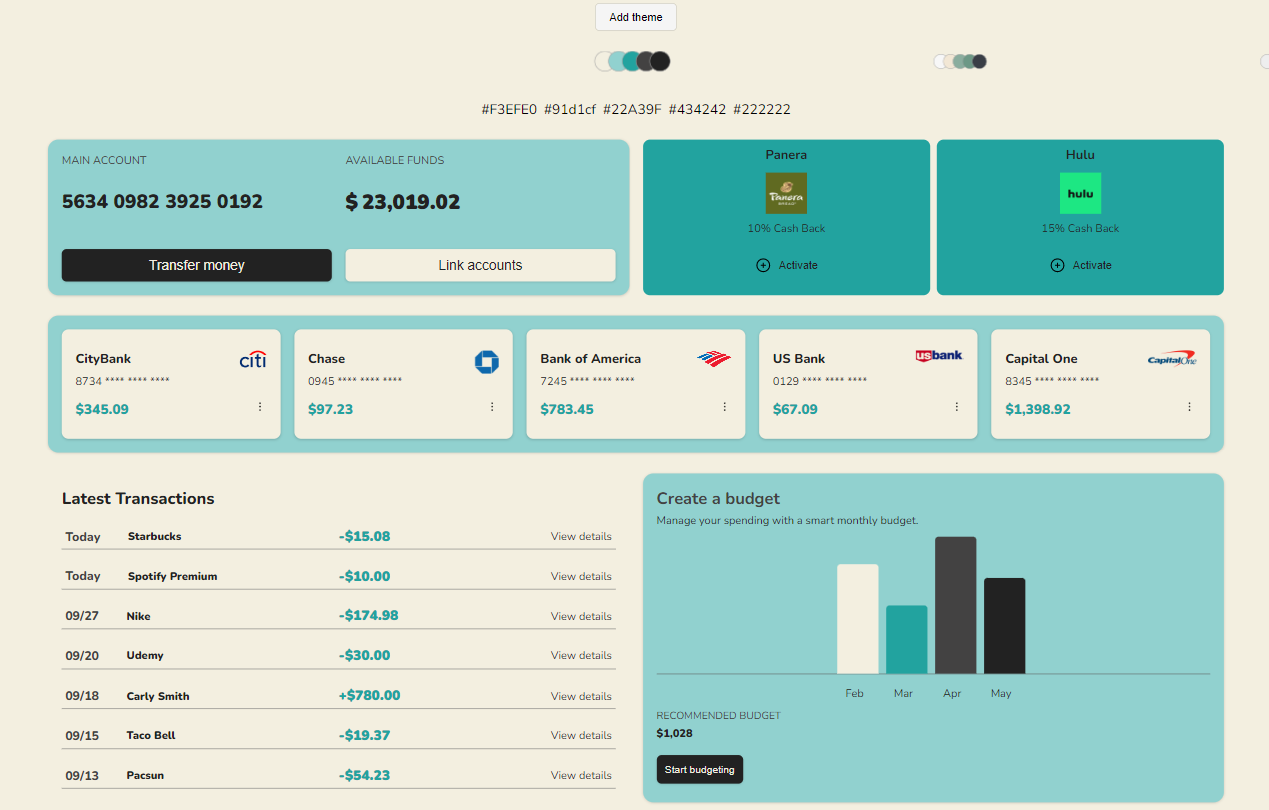 Add theme
#F3EFE0 #91d1cf #22A39F #434242 #222222
MAIN ACCOUNT
5634 0982 3925 0192
AVAILABLE FUNDS
$ 23,019.02
Transfer money
Link accounts
Panera
Panera
BREAD
10% Cash Back
Activate
Hulu
hulu
15% Cash Back
Activate
CityBank
citi
8734 **** **** ****
$345.09
Chase
0945 **** **** ****
$97.23
Bank of America
7245 **** **** ****
$783.45
US Bank
usbank
0129 **** **** ****
$67.09
Capital One
CapitalOne
8345 **** **** ****
$1,398.92
Latest Transactions
Today Starbucks -$15.08 View details
Today Spotify Premium -$10.00 View details
09/27 Nike -$174.98 View details
09/20 Udemy -$30.00 View details
09/18 Carly Smith +$780.00 View details
09/15 Taco Bell -$19.37 View details
09/13 Pacsun -$54.23 View details
Create a budget
Manage your spending with a smart monthly budget.
Feb Mar Apr May
RECOMMENDED BUDGET
$1,028
Start budgeting